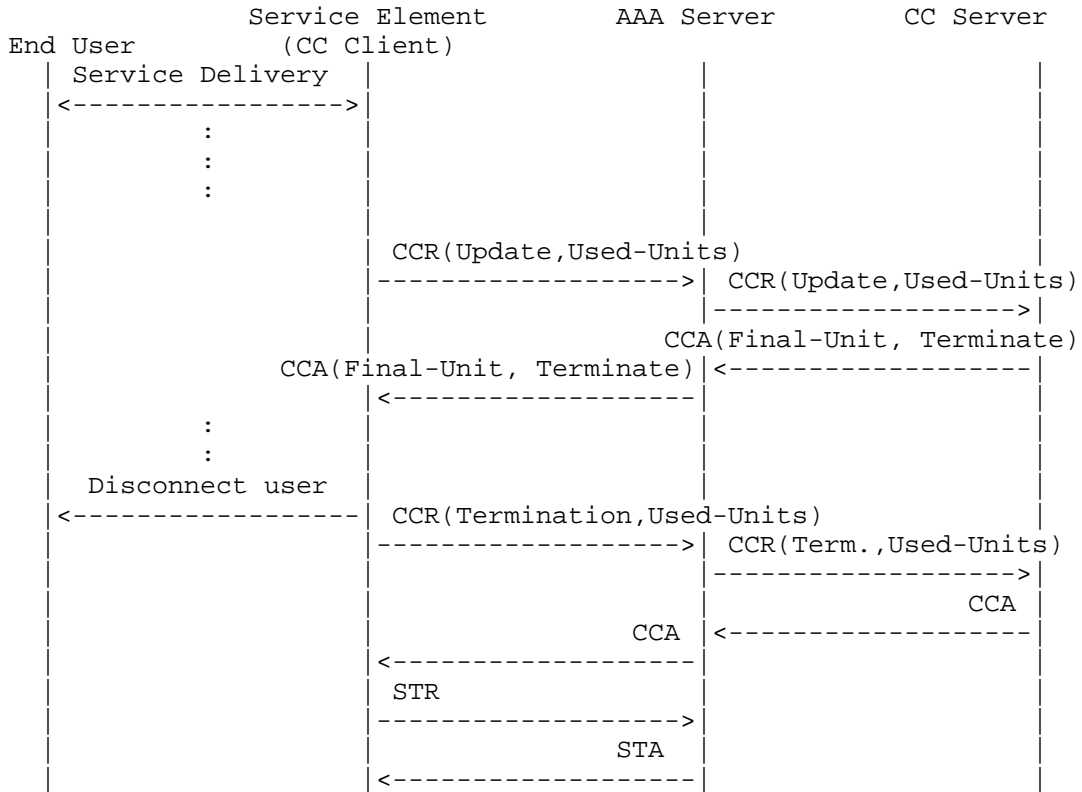 Service Element AAA Server CC Server
End User (CC Client)
Service Delivery
CCR(Update,Used-Units)
CCR(Update,Used-Units)
CCA(Final-Unit, Terminate)
CCA(Final-Unit, Terminate)
Disconnect user
CCR(Termination,Used-Units)
CCR(Term.,Used-Units)
CCA
CCA
STR
STA